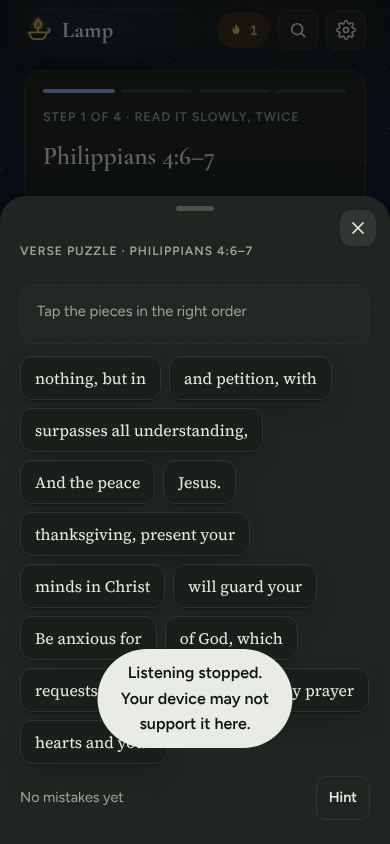 Lamp
1
STEP 1 OF 4 · READ IT SLOWLY, TWICE
Philippians 4:6–7
VERSE PUZZLE · PHILIPPIANS 4:6–7
Tap the pieces in the right order
nothing, but in
and petition, with
surpasses all understanding,
And the peace
Jesus.
thanksgiving, present your
minds in Christ
will guard your
Be anxious for
of God, which
requests
y prayer
hearts and
Listening stopped.
Your device may not
support it here.
No mistakes yet
Hint